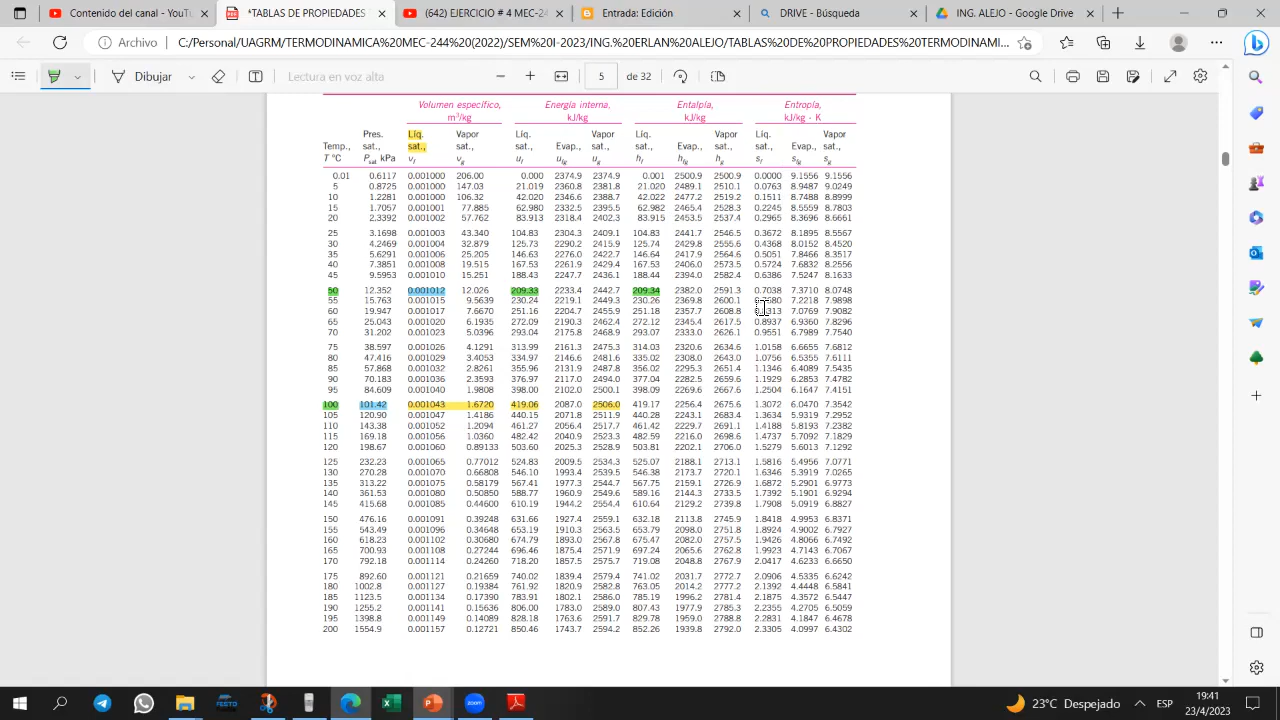 Contenido del canal - YouTu
*TABLAS DE PROPIEDADES
(642) EJERCICIO # 4 MEC-24
Entrada: Edición
DRIVE - Búsqueda
ING. ALEJO - Google Drive
Archivo
C:/Personal/UAGRM/TERMODINAMICA%20MEC-244%20(2022)/SEM%20I-2023/ING.%20ERLAN%20ALEJO/TABLAS%20DE%20PROPIEDADES%20TERMODINAMI...
Dibujar
Lectura en voz alta
5
de 32
Volumen específico, Energía interna, Entalpía, Entropía,
m³/kg kJ/kg kJ/kg kJ/kg · K
Pres. Líq. Vapor Líq. Vapor Líq. Vapor Líq. Vapor
Temp., sat., sat., sat., sat., Evap., sat., sat., Evap., sat., sat., Evap., sat.,
T °C Psat kPa vf vg uf ufg ug hf hfg hg sf sfg sg
0.01 0.6117 0.001000 206.00 0.000 2374.9 2374.9 0.001 2500.9 2500.9 0.0000 9.1556 9.1556
5 0.8725 0.001000 147.03 21.019 2360.8 2381.8 21.020 2489.1 2510.1 0.0763 8.9487 9.0249
10 1.2281 0.001000 106.32 42.020 2346.6 2388.7 42.022 2477.2 2519.2 0.1511 8.7488 8.8999
15 1.7057 0.001001 77.885 62.980 2332.5 2395.5 62.982 2465.4 2528.3 0.2245 8.5559 8.7803
20 2.3392 0.001002 57.762 83.913 2318.4 2402.3 83.915 2453.5 2537.4 0.2965 8.3696 8.6661
25 3.1698 0.001003 43.340 104.83 2304.3 2409.1 104.83 2441.7 2546.5 0.3672 8.1895 8.5567
30 4.2469 0.001004 32.879 125.73 2290.2 2415.9 125.74 2429.8 2555.6 0.4368 8.0152 8.4520
35 5.6291 0.001006 25.205 146.63 2276.0 2422.7 146.64 2417.9 2564.6 0.5051 7.8466 8.3517
40 7.3851 0.001008 19.515 167.53 2261.9 2429.4 167.53 2406.0 2573.5 0.5724 7.6832 8.2556
45 9.5953 0.001010 15.251 188.43 2247.7 2436.1 188.44 2394.0 2582.4 0.6386 7.5247 8.1633
50 12.352 0.001012 12.026 209.33 2233.4 2442.7 209.34 2382.0 2591.3 0.7038 7.3710 8.0748
55 15.763 0.001015 9.5639 230.24 2219.1 2449.3 230.26 2369.8 2600.1 7.2218 7.9898
60 19.947 0.001017 7.6670 251.16 2204.7 2455.9 251.18 2357.7 2608.8 7.0769 7.9082
65 25.043 0.001020 6.1935 272.09 2190.3 2462.4 272.12 2345.4 2617.5 0.8937 6.9360 7.8296
70 31.202 0.001023 5.0396 293.04 2175.8 2468.9 293.07 2333.0 2626.1 0.9551 6.7989 7.7540
75 38.597 0.001026 4.1291 313.99 2161.3 2475.3 314.03 2320.6 2634.6 1.0158 6.6655 7.6812
80 47.416 0.001029 3.4053 334.97 2146.6 2481.6 335.02 2308.0 2643.0 1.0756 6.5355 7.6111
85 57.868 0.001032 2.8261 355.96 2131.9 2487.8 356.02 2295.3 2651.4 1.1346 6.4089 7.5435
90 70.183 0.001036 2.3593 376.97 2117.0 2494.0 377.04 2282.5 2659.6 1.1929 6.2853 7.4782
95 84.609 0.001040 1.9808 398.00 2102.0 2500.1 398.09 2269.6 2667.6 1.2504 6.1647 7.4151
100 101.42 0.001043 1.6720 419.06 2087.0 2506.0 419.17 2256.4 2675.6 1.3072 6.0470 7.3542
105 120.90 0.001047 1.4186 440.15 2071.8 2511.9 440.28 2243.1 2683.4 1.3634 5.9319 7.2952
110 143.38 0.001052 1.2094 461.27 2056.4 2517.7 461.42 2229.7 2691.1 1.4188 5.8193 7.2382
115 169.18 0.001056 1.0360 482.42 2040.9 2523.3 482.59 2216.0 2698.6 1.4737 5.7092 7.1829
120 198.67 0.001060 0.89133 503.60 2025.3 2528.9 503.81 2202.1 2706.0 1.5279 5.6013 7.1292
125 232.23 0.001065 0.77012 524.83 2009.5 2534.3 525.07 2188.1 2713.1 1.5816 5.4956 7.0771
130 270.28 0.001070 0.66808 546.10 1993.4 2539.5 546.38 2173.7 2720.1 1.6346 5.3919 7.0265
135 313.22 0.001075 0.58179 567.41 1977.3 2544.7 567.75 2159.1 2726.9 1.6872 5.2901 6.9773
140 361.53 0.001080 0.50850 588.77 1960.9 2549.6 589.16 2144.3 2733.5 1.7392 5.1901 6.9294
145 415.68 0.001085 0.44600 610.19 1944.2 2554.4 610.64 2129.2 2739.8 1.7908 5.0919 6.8827
150 476.16 0.001091 0.39248 631.66 1927.4 2559.1 632.18 2113.8 2745.9 1.8418 4.9953 6.8371
155 543.49 0.001096 0.34648 653.19 1910.3 2563.5 653.79 2098.0 2751.8 1.8924 4.9002 6.7927
160 618.23 0.001102 0.30680 674.79 1893.0 2567.8 675.47 2082.0 2757.5 1.9426 4.8066 6.7492
165 700.93 0.001108 0.27244 696.46 1875.4 2571.9 697.24 2065.6 2762.8 1.9923 4.7143 6.7067
170 792.18 0.001114 0.24260 718.20 1857.5 2575.7 719.08 2048.8 2767.9 2.0417 4.6233 6.6650
175 892.60 0.001121 0.21659 740.02 1839.4 2579.4 741.02 2031.7 2772.7 2.0906 4.5335 6.6242
180 1002.8 0.001127 0.19384 761.92 1820.9 2582.8 763.05 2014.2 2777.2 2.1392 4.4448 6.5841
185 1123.5 0.001134 0.17390 783.91 1802.1 2586.0 785.19 1996.2 2781.4 2.1875 4.3572 6.5447
190 1255.2 0.001141 0.15636 806.00 1783.0 2589.0 807.43 1977.9 2785.3 2.2355 4.2705 6.5059
195 1398.8 0.001149 0.14089 828.18 1763.6 2591.7 829.78 1959.0 2788.8 2.2831 4.1847 6.4678
200 1554.9 0.001157 0.12721 850.46 1743.7 2594.2 852.26 1939.8 2792.0 2.3305 4.0997 6.4302
FESTO
zoom
23°C Despejado
ESP
19:41
23/4/2023